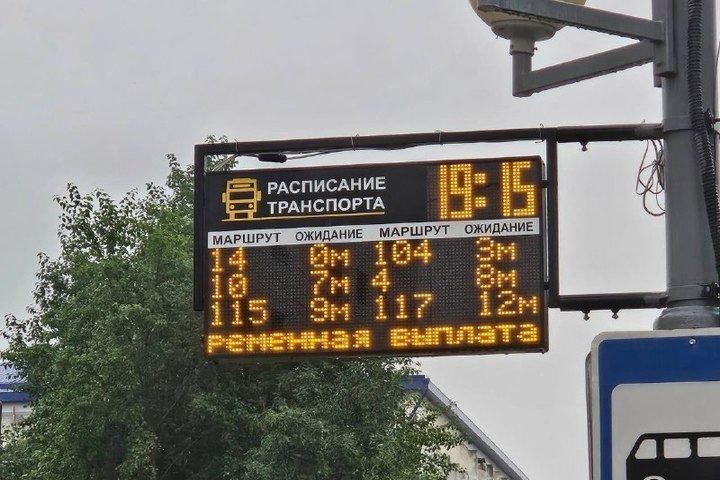 РАСПИСАНИЕ
ТРАНСПОРТА
19:15
МАРШРУТ ОЖИДАНИЕ МАРШРУТ ОЖИДАНИЕ
14 0м 104 3м
10 7м 4 8м
115 9м 117 12м
ременная выплата